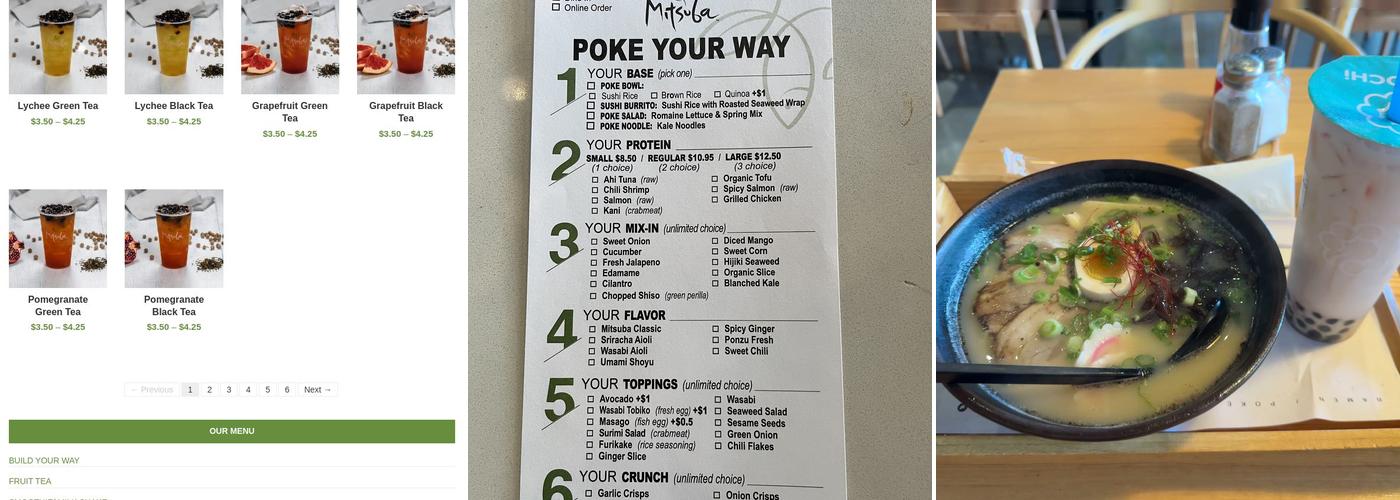 Lychee Green Tea
$3.50 – $4.25
Lychee Black Tea
$3.50 – $4.25
Grapefruit Green
Tea
$3.50 – $4.25
Grapefruit Black
Tea
$3.50 – $4.25
Pomegranate
Green Tea
$3.50 – $4.25
Pomegranate
Black Tea
$3.50 – $4.25
← Previous 1 2 3 4 5 6 Next →
OUR MENU
BUILD YOUR WAY
FRUIT TEA
Online Order
Mitsuba
POKE YOUR WAY
1 YOUR BASE (pick one)
POKE BOWL:
Sushi Rice Brown Rice Quinoa +$1
SUSHI BURRITO: Sushi Rice with Roasted Seaweed Wrap
POKE SALAD: Romaine Lettuce & Spring Mix
POKE NOODLE: Kale Noodles
2 YOUR PROTEIN
SMALL $8.50 / REGULAR $10.95 / LARGE $12.50
(1 choice) (2 choice) (3 choice)
Ahi Tuna (raw) Organic Tofu
Chili Shrimp Spicy Salmon (raw)
Salmon (raw) Grilled Chicken
Kani (crabmeat)
3 YOUR MIX-IN (unlimited choice)
Sweet Onion Diced Mango
Cucumber Sweet Corn
Fresh Jalapeno Hijiki Seaweed
Edamame Organic Slice
Cilantro Blanched Kale
Chopped Shiso (green perilla)
4 YOUR FLAVOR
Mitsuba Classic Spicy Ginger
Sriracha Aioli Ponzu Fresh
Wasabi Aioli Sweet Chili
Umami Shoyu
5 YOUR TOPPINGS (unlimited choice)
Avocado +$1 Wasabi
Wasabi Tobiko (fresh egg) +$1 Seaweed Salad
Masago (fish egg) +$0.5 Sesame Seeds
Surimi Salad (crabmeat) Green Onion
Furikake (rice seasoning) Chili Flakes
Ginger Slice
6 YOUR CRUNCH (unlimited choice)
Garlic Crisps Onion Crisps
OCHI
RAMEN POKE